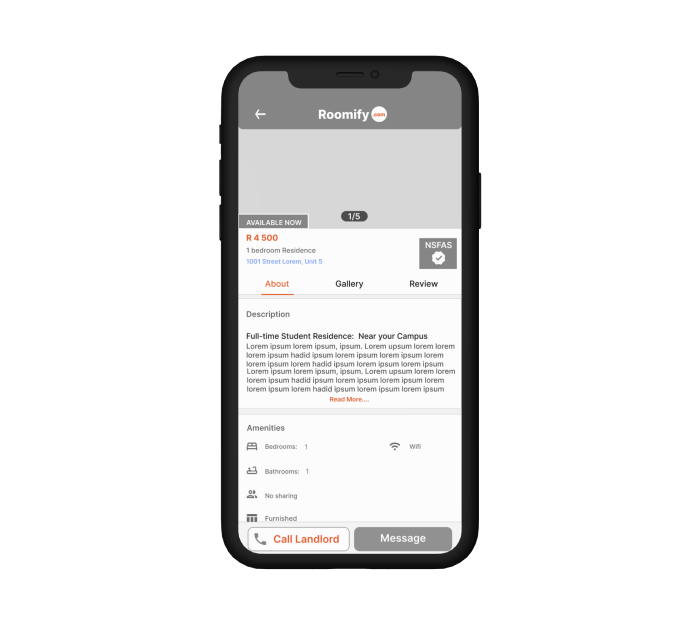 Roomify .com
1/5
AVAILABLE NOW
R 4 500
1 bedroom Residence
NSFAS
1001 Street Lorem, Unit 5
About Gallery Review
Description
Full-time Student Residence: Near your Campus
Lorem ipsum lorem ipsum, ipsum. Lorem upsum lorem lorem
lorem ipsum hadid ipsum lorem ipsum lorem ipsum lorem
lorem ipsum lorem hadid ipsum lorem ipsum lorem ipsum
Lorem ipsum lorem ipsum, ipsum. Lorem upsum lorem lorem
lorem ipsum hadid ipsum lorem ipsum lorem ipsum lorem
lorem ipsum lorem hadid ipsum lorem ipsum lorem ipsum
Read More....
Amenities
Bedrooms: 1 Wifi
Bathrooms: 1
No sharing
Furnished
Call Landlord Message